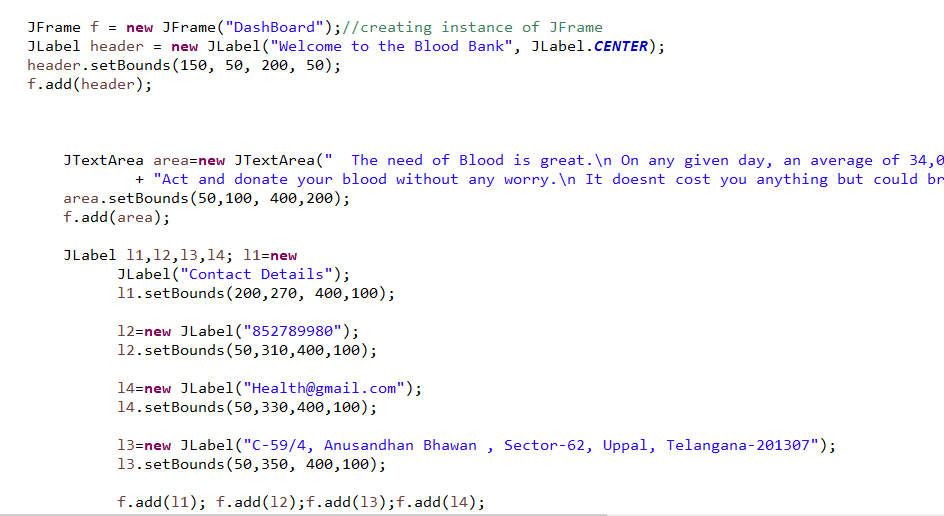 JFrame f = new JFrame("DashBoard");//creating instance of JFrame
JLabel header = new JLabel("Welcome to the Blood Bank", JLabel.CENTER);
header.setBounds(150, 50, 200, 50);
f.add(header);
JTextArea area=new JTextArea("  The need of Blood is great.\n On any given day, an average of 34,0
+ "Act and donate your blood without any worry.\n It doesnt cost you anything but could br
area.setBounds(50,100, 400,200);
f.add(area);
JLabel l1,l2,l3,l4; l1=new
JLabel("Contact Details");
l1.setBounds(200,270, 400,100);
l2=new JLabel("852789980");
l2.setBounds(50,310,400,100);
l4=new JLabel("Health@gmail.com");
l4.setBounds(50,330,400,100);
l3=new JLabel("C-59/4, Anusandhan Bhawan , Sector-62, Uppal, Telangana-201307");
l3.setBounds(50,350, 400,100);
f.add(l1); f.add(l2);f.add(l3);f.add(l4);